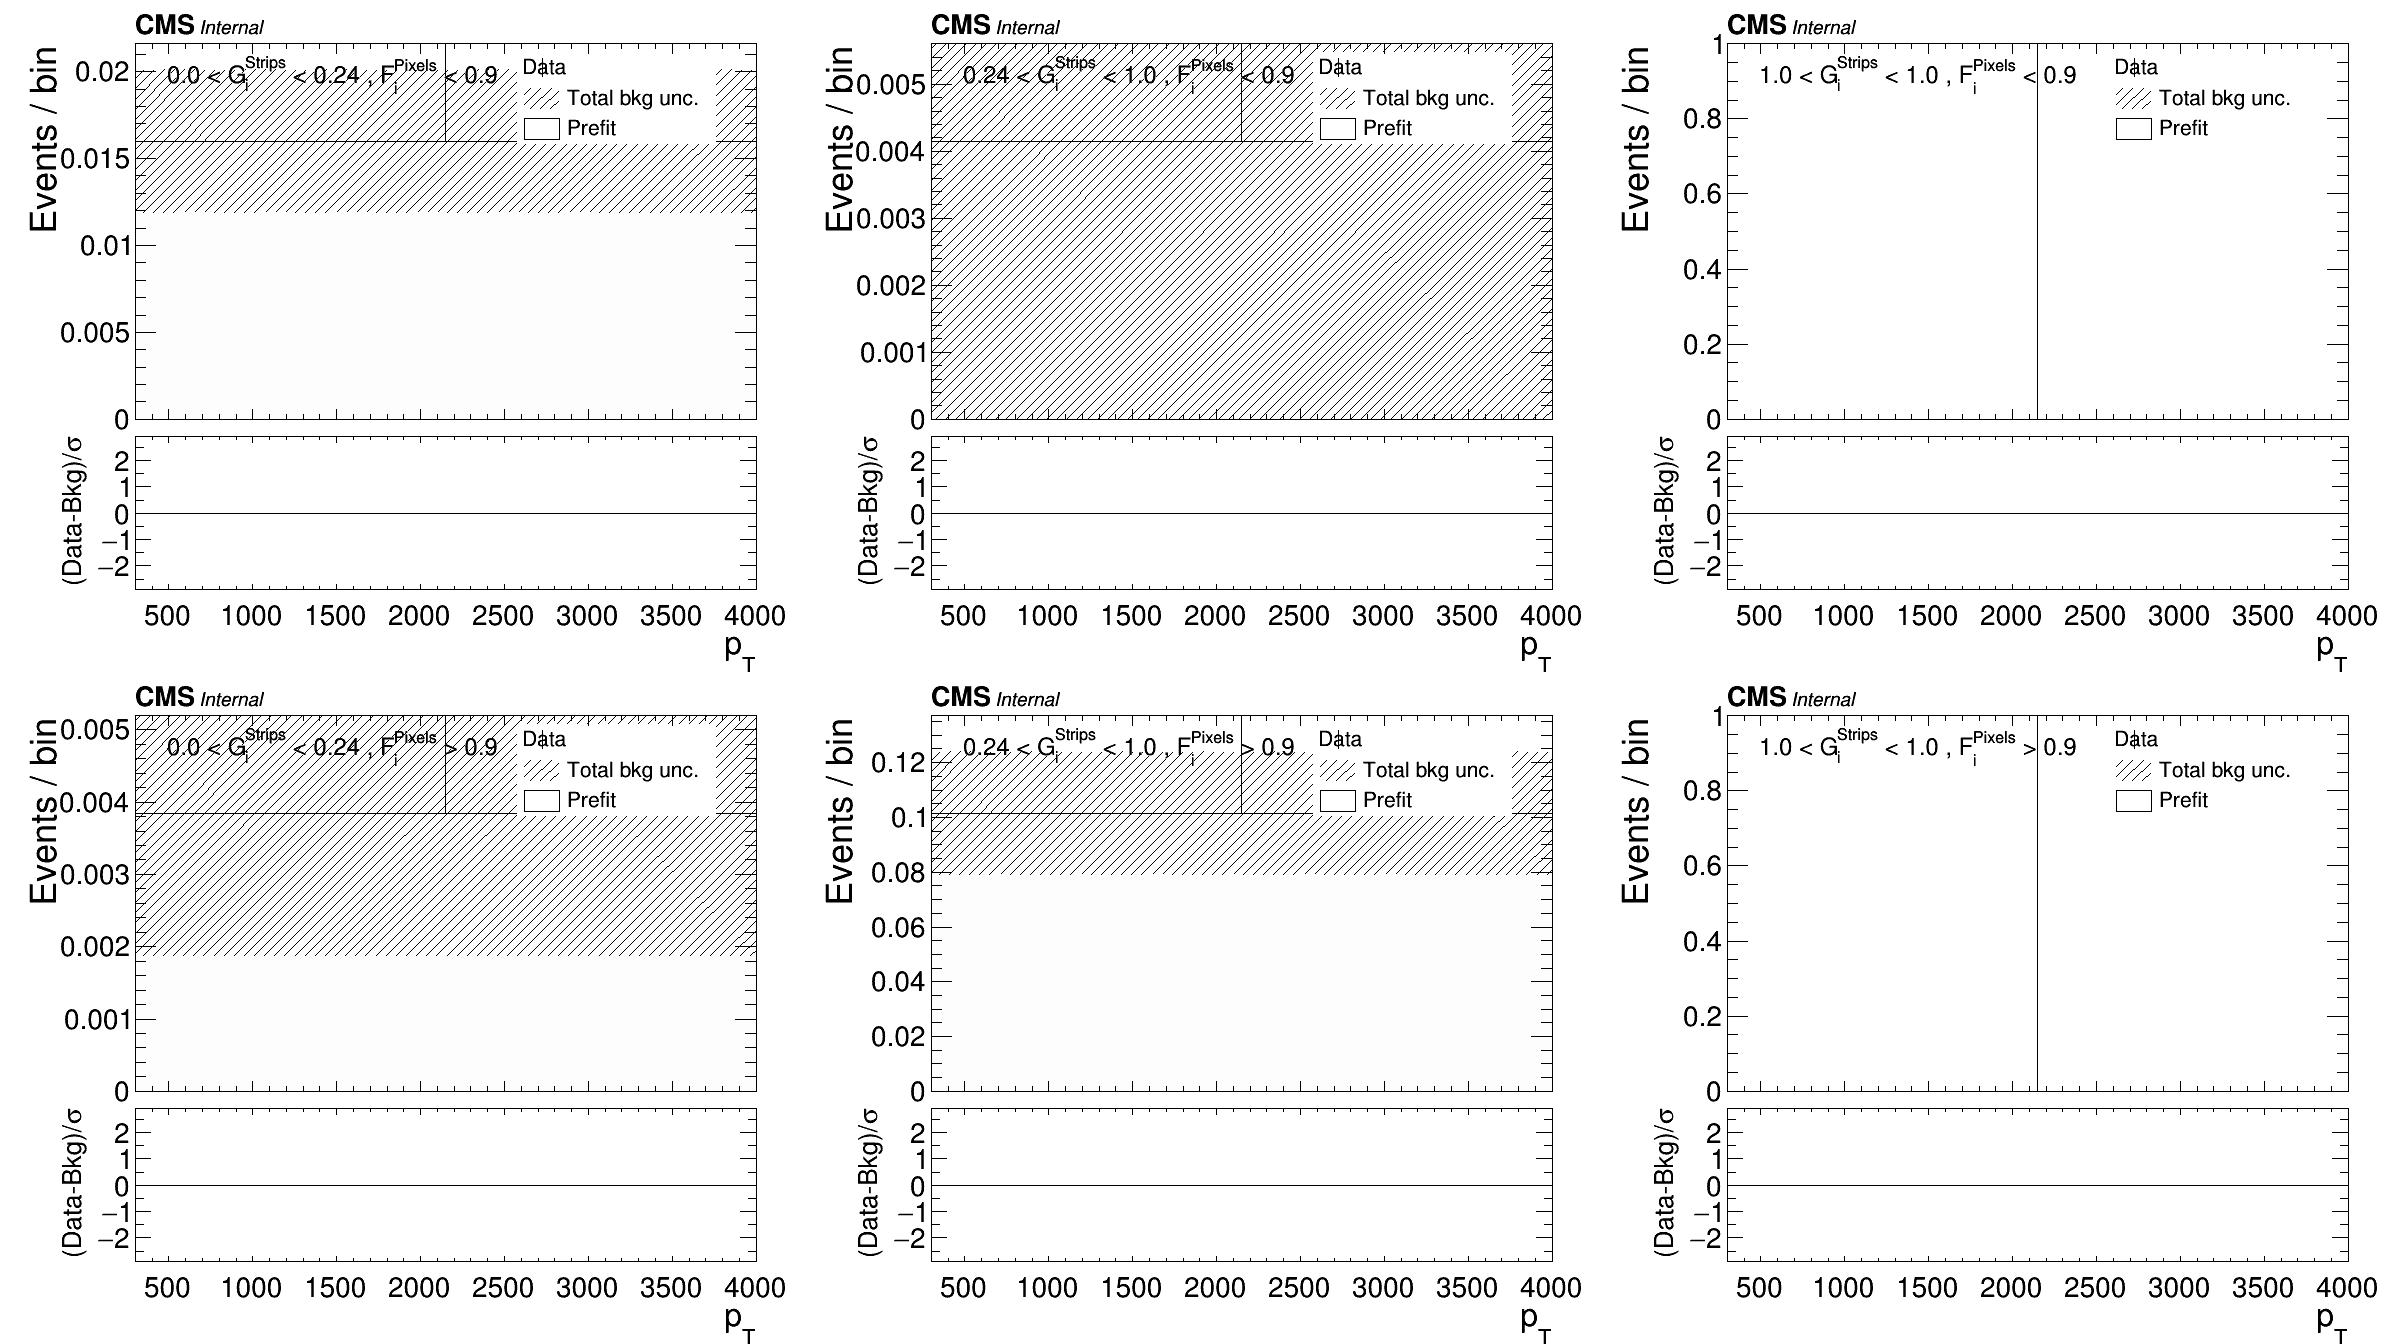 CMS Internal
Events / bin
0.0 < G_i^Strips < 0.24 , F_i^Pixels < 0.9
Data
Total bkg unc.
Prefit
0.02
0.015
0.01
0.005
0
(Data-Bkg)/σ
2
1
0
−1
−2
500 1000 1500 2000 2500 3000 3500 4000
p_T
CMS Internal
Events / bin
0.24 < G_i^Strips < 1.0 , F_i^Pixels < 0.9
Data
Total bkg unc.
Prefit
0.005
0.004
0.003
0.002
0.001
0
(Data-Bkg)/σ
2
1
0
−1
−2
500 1000 1500 2000 2500 3000 3500 4000
p_T
CMS Internal
Events / bin
1.0 < G_i^Strips < 1.0 , F_i^Pixels < 0.9
Data
Total bkg unc.
Prefit
1
0.8
0.6
0.4
0.2
0
(Data-Bkg)/σ
2
1
0
−1
−2
500 1000 1500 2000 2500 3000 3500 4000
p_T
CMS Internal
Events / bin
0.0 < G_i^Strips < 0.24 , F_i^Pixels > 0.9
Data
Total bkg unc.
Prefit
0.005
0.004
0.003
0.002
0.001
0
(Data-Bkg)/σ
2
1
0
−1
−2
500 1000 1500 2000 2500 3000 3500 4000
p_T
CMS Internal
Events / bin
0.24 < G_i^Strips < 1.0 , F_i^Pixels > 0.9
Data
Total bkg unc.
Prefit
0.12
0.1
0.08
0.06
0.04
0.02
0
(Data-Bkg)/σ
2
1
0
−1
−2
500 1000 1500 2000 2500 3000 3500 4000
p_T
CMS Internal
Events / bin
1.0 < G_i^Strips < 1.0 , F_i^Pixels > 0.9
Data
Total bkg unc.
Prefit
1
0.8
0.6
0.4
0.2
0
(Data-Bkg)/σ
2
1
0
−1
−2
500 1000 1500 2000 2500 3000 3500 4000
p_T